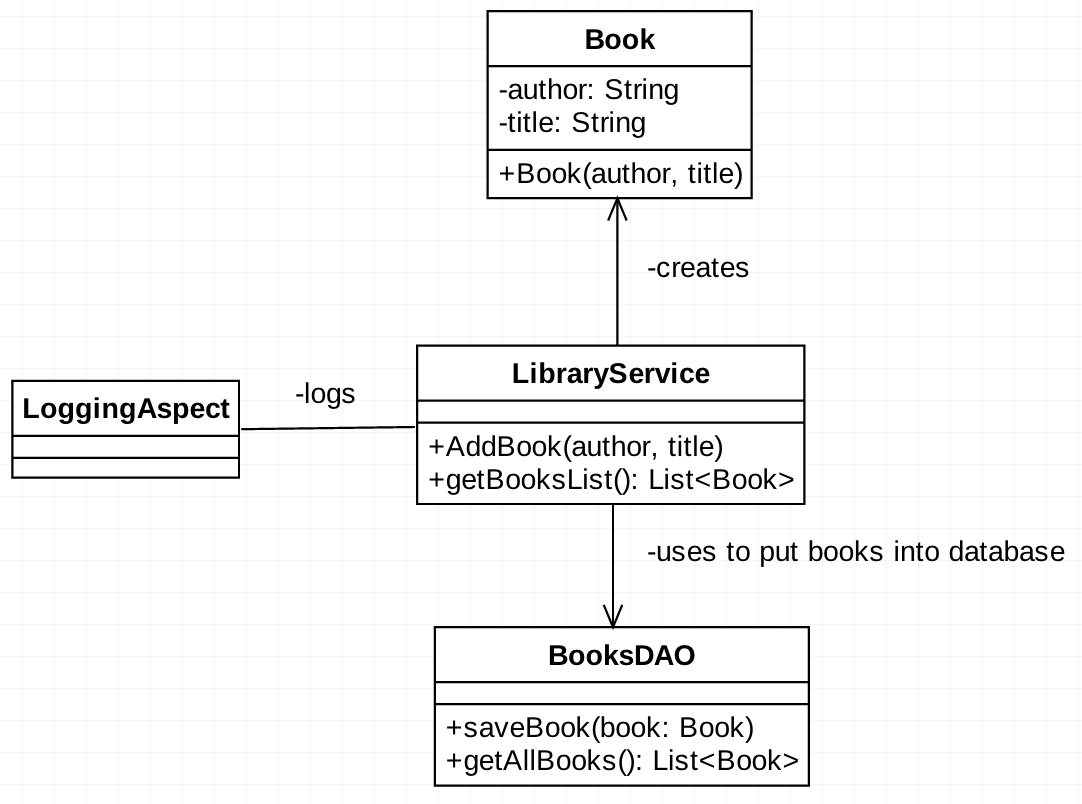 Book
-author: String
-title: String
+Book(author, title)
-creates
LoggingAspect
-logs
LibraryService
+AddBook(author, title)
+getBooksList(): List<Book>
-uses to put books into database
BooksDAO
+saveBook(book: Book)
+getAllBooks(): List<Book>